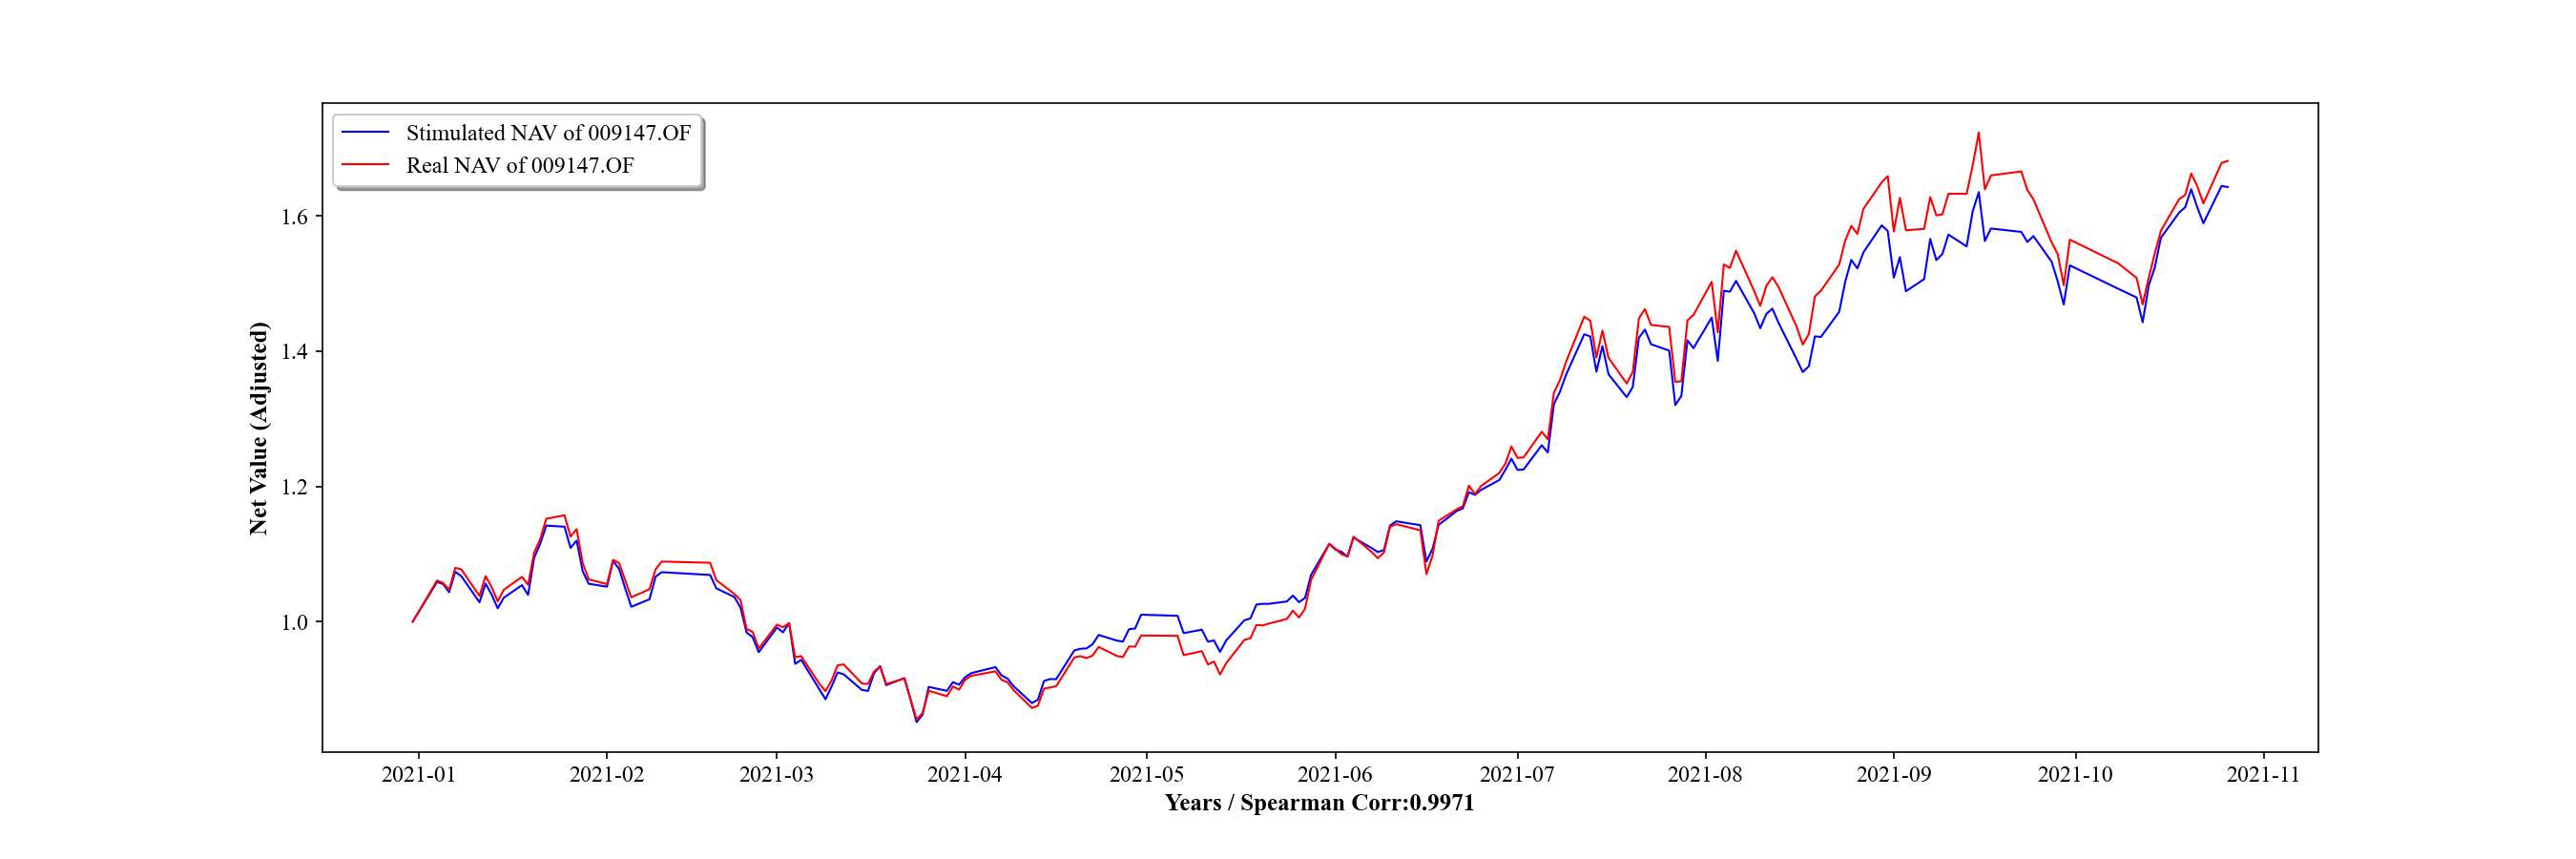 Stimulated NAV of 009147.OF
Real NAV of 009147.OF
1.6
1.4
1.2
1.0
Net Value (Adjusted)
2021-01 2021-02 2021-03 2021-04 2021-05 2021-06 2021-07 2021-08 2021-09 2021-10 2021-11
Years / Spearman Corr:0.9971